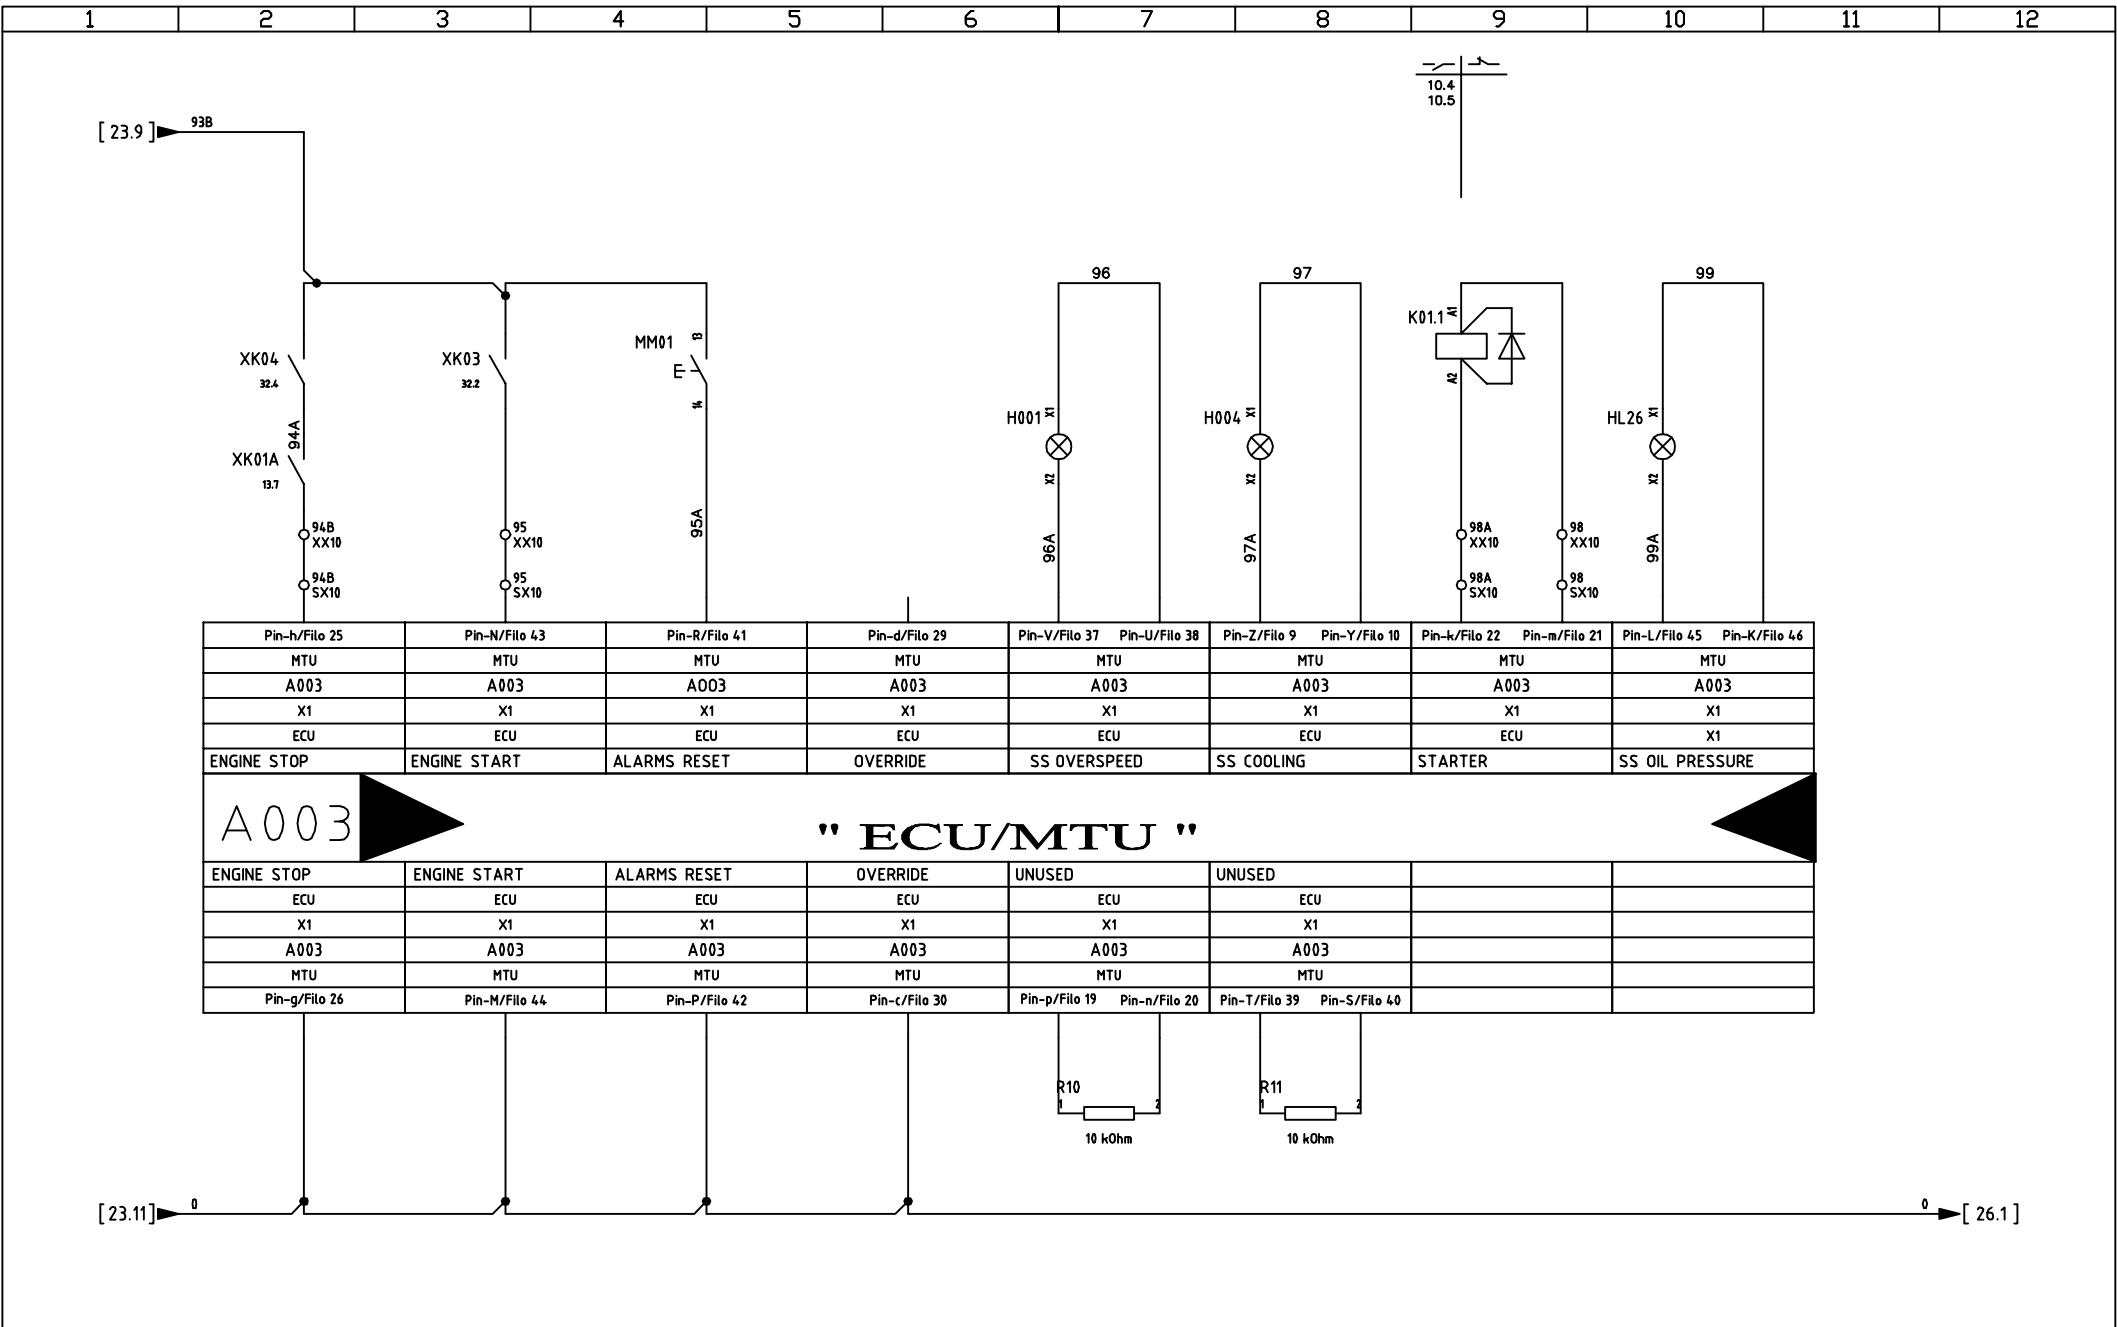 1 2 3 4 5 6 7 8 9 10 11 12
10.4
10.5
[ 23.9 ] 93B
96 97 99
K01.1 A1
A2
MM01 13
14
XK04
32.4
XK03
32.2
94A
XK01A
13.7
H001 X1
X2
H004 X1
X2
HL26 X1
X2
95A
96A
97A
99A
94B
XX10
95
XX10
98A
XX10
98
XX10
94B
SX10
95
SX10
98A
SX10
98
SX10
Pin-h/Filo 25 Pin-N/Filo 43 Pin-R/Filo 41 Pin-d/Filo 29 Pin-V/Filo 37 Pin-U/Filo 38 Pin-Z/Filo 9 Pin-Y/Filo 10 Pin-k/Filo 22 Pin-m/Filo 21 Pin-L/Filo 45 Pin-K/Filo 46
MTU MTU MTU MTU MTU MTU MTU MTU
A003 A003 AOO3 A003 A003 A003 A003 A003
X1 X1 X1 X1 X1 X1 X1 X1
ECU ECU ECU ECU ECU ECU ECU X1
ENGINE STOP ENGINE START ALARMS RESET OVERRIDE SS OVERSPEED SS COOLING STARTER SS OIL PRESSURE
A003 " ECU/MTU "
ENGINE STOP ENGINE START ALARMS RESET OVERRIDE UNUSED UNUSED
ECU ECU ECU ECU ECU ECU
X1 X1 X1 X1 X1 X1
A003 A003 A003 A003 A003 A003
MTU MTU MTU MTU MTU MTU
Pin-g/Filo 26 Pin-M/Filo 44 Pin-P/Filo 42 Pin-c/Filo 30 Pin-p/Filo 19 Pin-n/Filo 20 Pin-T/Filo 39 Pin-S/Filo 40
R10 R11
1 2 1 2
10 kOhm 10 kOhm
[ 23.11] 0 0 [ 26.1 ]